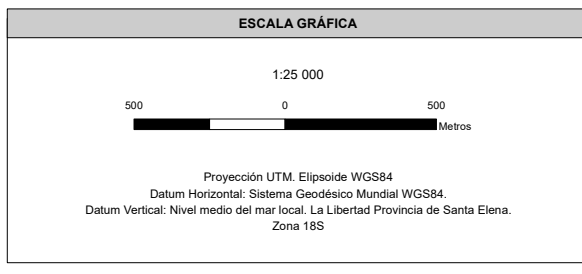 ESCALA GRÁFICA
1:25 000
500 0 500
Metros
Proyección UTM. Elipsoide WGS84
Datum Horizontal: Sistema Geodésico Mundial WGS84.
Datum Vertical: Nivel medio del mar local. La Libertad Provincia de Santa Elena.
Zona 18S